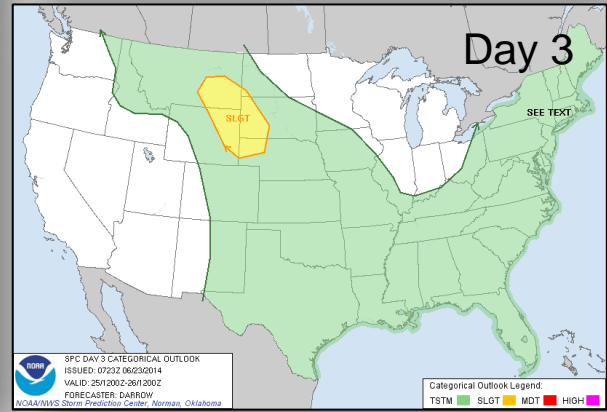 Day 3
SEE TEXT
SLGT
NOAA
SPC DAY 3 CATEGORICAL OUTLOOK
ISSUED: 0723Z 06/23/2014
VALID: 25/1200Z-26/1200Z
FORECASTER: DARROW
NOAA/NWS Storm Prediction Center, Norman, Oklahoma
Categorical Outlook Legend:
TSTM SLGT MDT HIGH